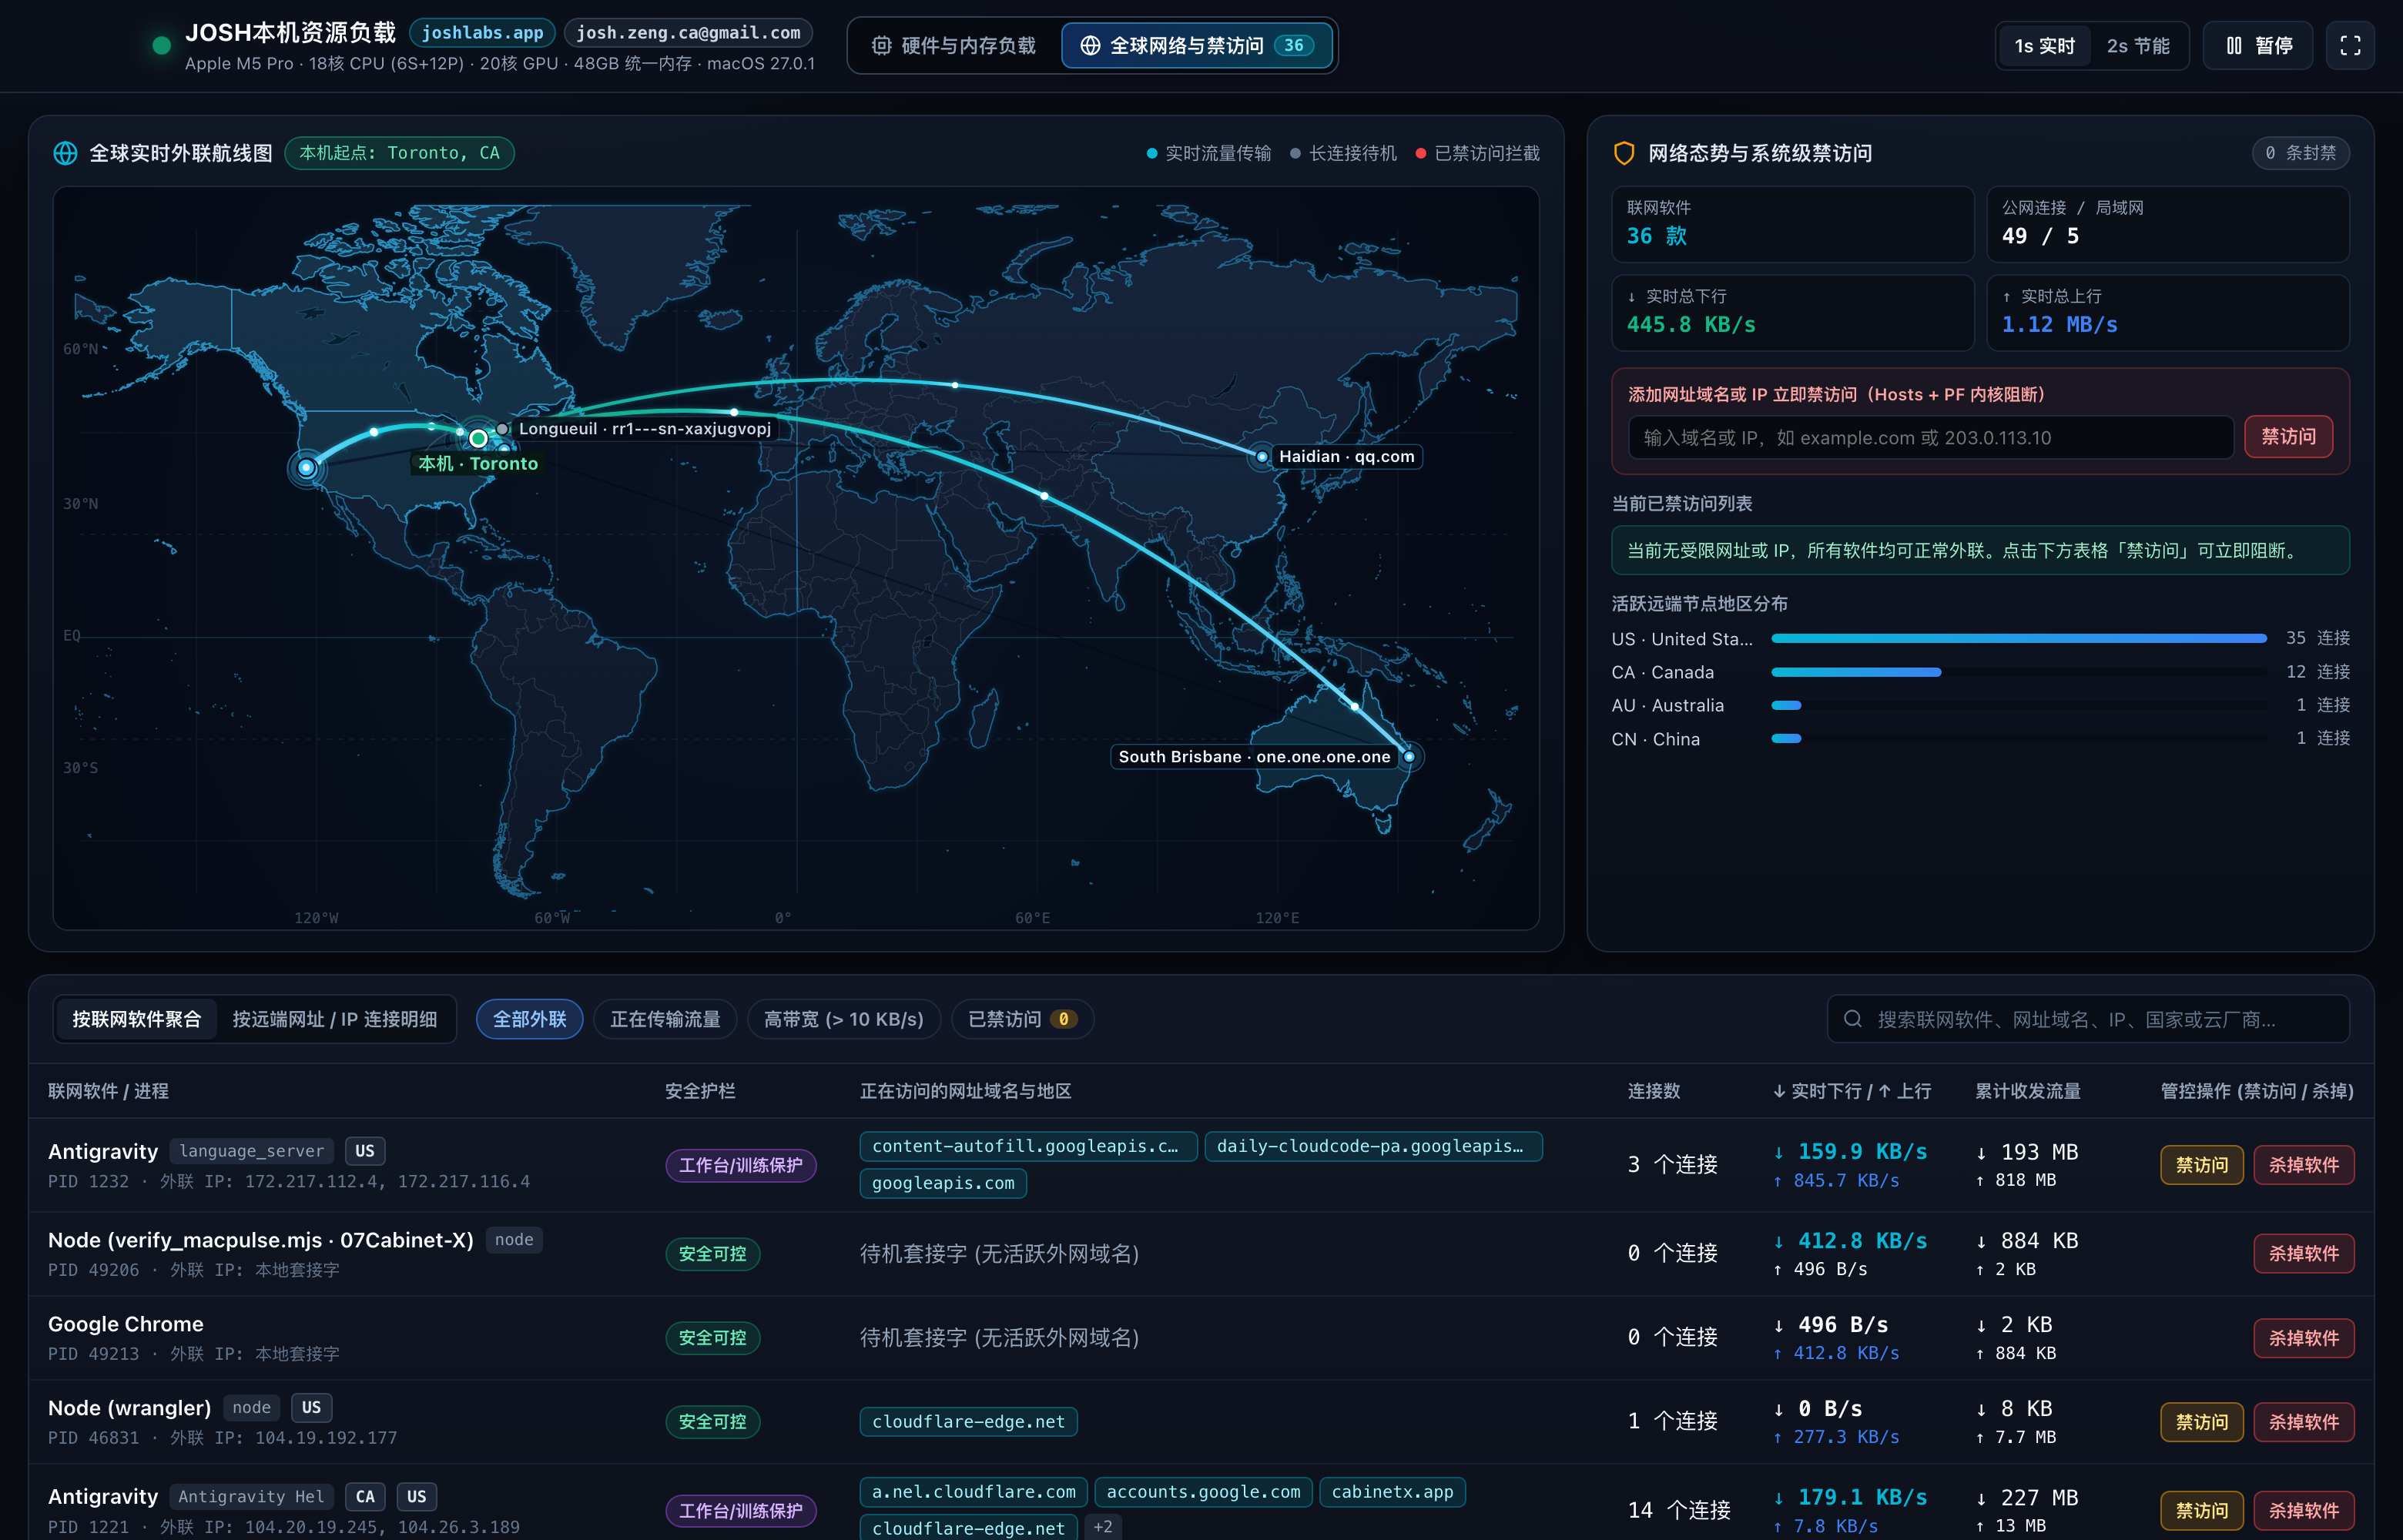 JOSH本机资源负载 joshlabs.app josh.zeng.ca@gmail.com
Apple M5 Pro · 18核 CPU (6S+12P) · 20核 GPU · 48GB 统一内存 · macOS 27.0.1
硬件与内存负载 全球网络与禁访问 36
1s 实时 2s 节能 暂停
全球实时外联航线图 本机起点: Toronto, CA
实时流量传输 长连接待机 已禁访问拦截
60°N
30°N
EQ
30°S
120°W 60°W 0° 60°E 120°E
Longueuil · rr1---sn-xaxjugvopj
本机 · Toronto
Haidian · qq.com
South Brisbane · one.one.one.one
网络态势与系统级禁访问 0 条封禁
联网软件
36 款
公网连接 / 局域网
49 / 5
↓ 实时总下行
445.8 KB/s
↑ 实时总上行
1.12 MB/s
添加网址域名或 IP 立即禁访问（Hosts + PF 内核阻断）
输入域名或 IP，如 example.com 或 203.0.113.10 禁访问
当前已禁访问列表
当前无受限网址或 IP，所有软件均可正常外联。点击下方表格「禁访问」可立即阻断。
活跃远端节点地区分布
US · United Sta... 35 连接
CA · Canada 12 连接
AU · Australia 1 连接
CN · China 1 连接
按联网软件聚合 按远端网址 / IP 连接明细 全部外联 正在传输流量 高带宽 (> 10 KB/s) 已禁访问 0
搜索联网软件、网址域名、IP、国家或云厂商...
联网软件 / 进程 安全护栏 正在访问的网址域名与地区 连接数 ↓ 实时下行 / ↑ 上行 累计收发流量 管控操作 (禁访问 / 杀掉)
Antigravity language_server US
PID 1232 · 外联 IP: 172.217.112.4, 172.217.116.4
工作台/训练保护
content-autofill.googleapis.c… daily-cloudcode-pa.googleapis…
googleapis.com
3 个连接
↓ 159.9 KB/s
↑ 845.7 KB/s
↓ 193 MB
↑ 818 MB
禁访问 杀掉软件
Node (verify_macpulse.mjs · 07Cabinet-X) node
PID 49206 · 外联 IP: 本地套接字
安全可控
待机套接字 (无活跃外网域名)
0 个连接
↓ 412.8 KB/s
↑ 496 B/s
↓ 884 KB
↑ 2 KB
杀掉软件
Google Chrome
PID 49213 · 外联 IP: 本地套接字
安全可控
待机套接字 (无活跃外网域名)
0 个连接
↓ 496 B/s
↑ 412.8 KB/s
↓ 2 KB
↑ 884 KB
杀掉软件
Node (wrangler) node US
PID 46831 · 外联 IP: 104.19.192.177
安全可控
cloudflare-edge.net
1 个连接
↓ 0 B/s
↑ 277.3 KB/s
↓ 8 KB
↑ 7.7 MB
禁访问 杀掉软件
Antigravity Antigravity Hel CA US
PID 1221 · 外联 IP: 104.20.19.245, 104.26.3.189
工作台/训练保护
a.nel.cloudflare.com accounts.google.com cabinetx.app
cloudflare-edge.net +2
14 个连接
↓ 179.1 KB/s
↑ 7.8 KB/s
↓ 227 MB
↑ 13 MB
禁访问 杀掉软件